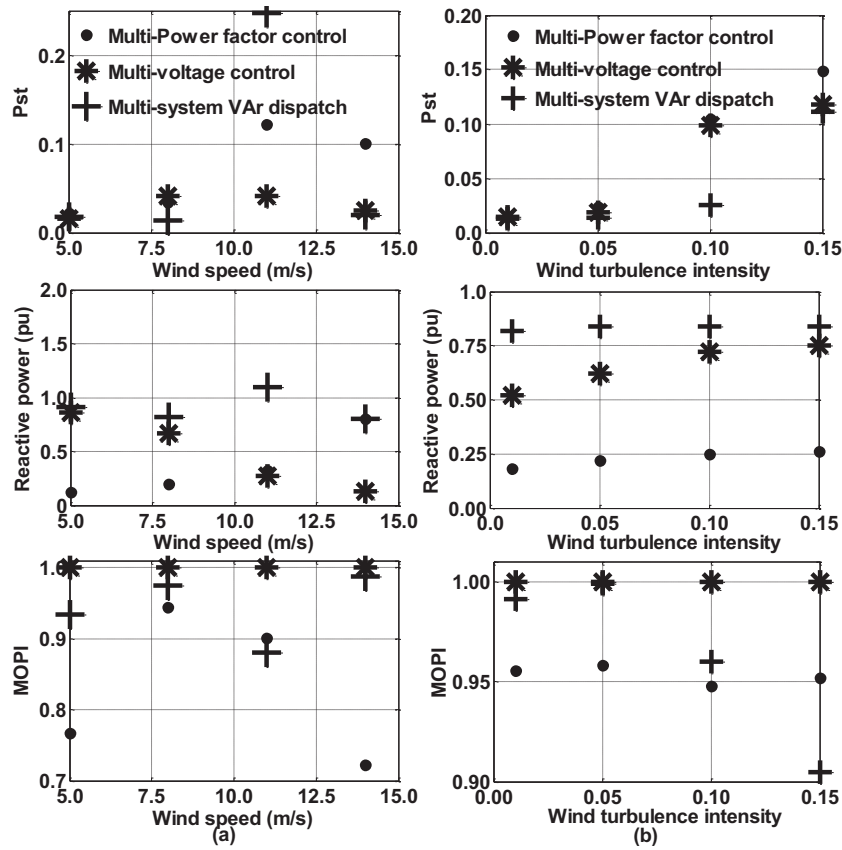 0.2
0.1
0.0
Pst
Multi-Power factor control
Multi-voltage control
Multi-system VAr dispatch
5.0 7.5 10.0 12.5 15.0
Wind speed (m/s)
0.20
0.15
0.10
0.05
0.0
Pst
Multi-Power factor control
Multi-voltage control
Multi-system VAr dispatch
0.0 0.05 0.10 0.15
Wind turbulence intensity
2.0
1.5
1.0
0.5
0
Reactive power (pu)
5.0 7.5 10.0 12.5 15.0
Wind speed (m/s)
1.0
0.75
0.50
0.25
0.00
Reactive power (pu)
0.0 0.05 0.10 0.15
Wind turbulence intensity
1.0
0.9
0.8
0.7
MOPI
5.0 7.5 10.0 12.5 15.0
Wind speed (m/s)
(a)
1.00
0.95
0.90
MOPI
0.00 0.05 0.10 0.15
Wind turbulence intensity
(b)